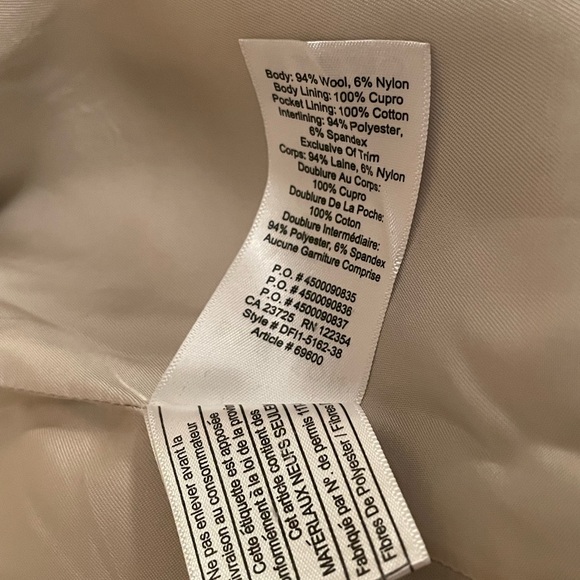 Body: 94% Wool, 6% Nylon
Body Lining: 100% Cupro
Pocket Lining: 100% Cotton
Interlining: 94% Polyester,
6% Spandex
Exclusive Of Trim
Corps: 94% Laine, 6% Nylon
Doublure Au Corps:
100% Cupro
Doublure De La Poche:
100% Coton
Doublure Intermédiaire:
94% Polyester, 6% Spandex
Aucune Garniture Comprise
P.O. # 4500090835
P.O. # 4500090836
P.O. # 4500090837
CA 23725 RN 122354
Style # DFI1-5162-38
Article # 69600
Ne pas enlever avant la
livraison au consommateur
Cette étiquette est apposée
conformément à la loi de la
Cet article contient des
MATERIAUX NEUFS SEULE
Fabriqué par N°. de permis
Fibres De Polyester /